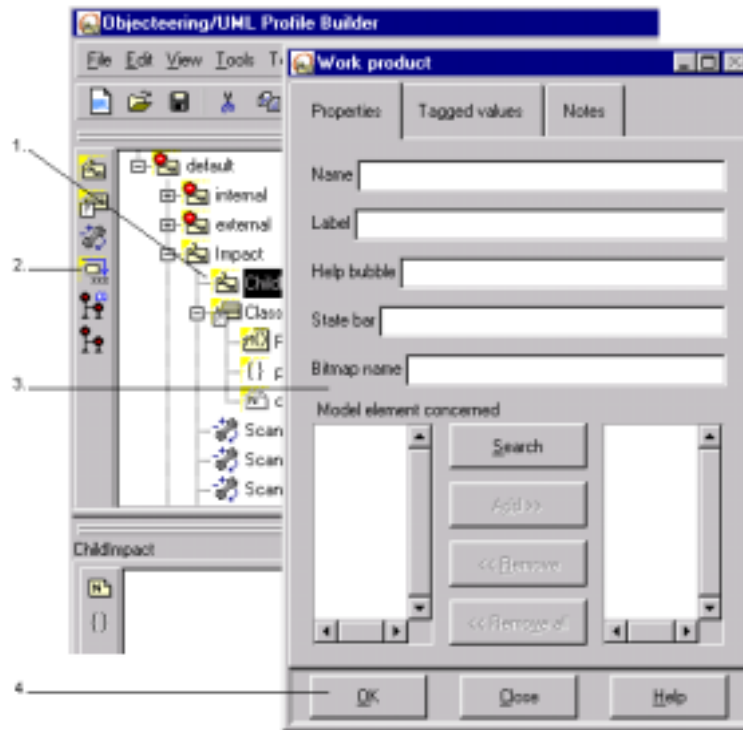 Objecteering/UML Profile Builder
File Edit View Tools
Work product
Properties Tagged values Notes
1.
default
internal
external
Impact
Child
Class
2.
3.
Scan
Scan
Scan
Name
Label
Help bubble
State bar
Bitmap name
Model element concerned
Search
Add >>
<< Remove
<< Remove all
ChildImpact
4.
OK Close Help